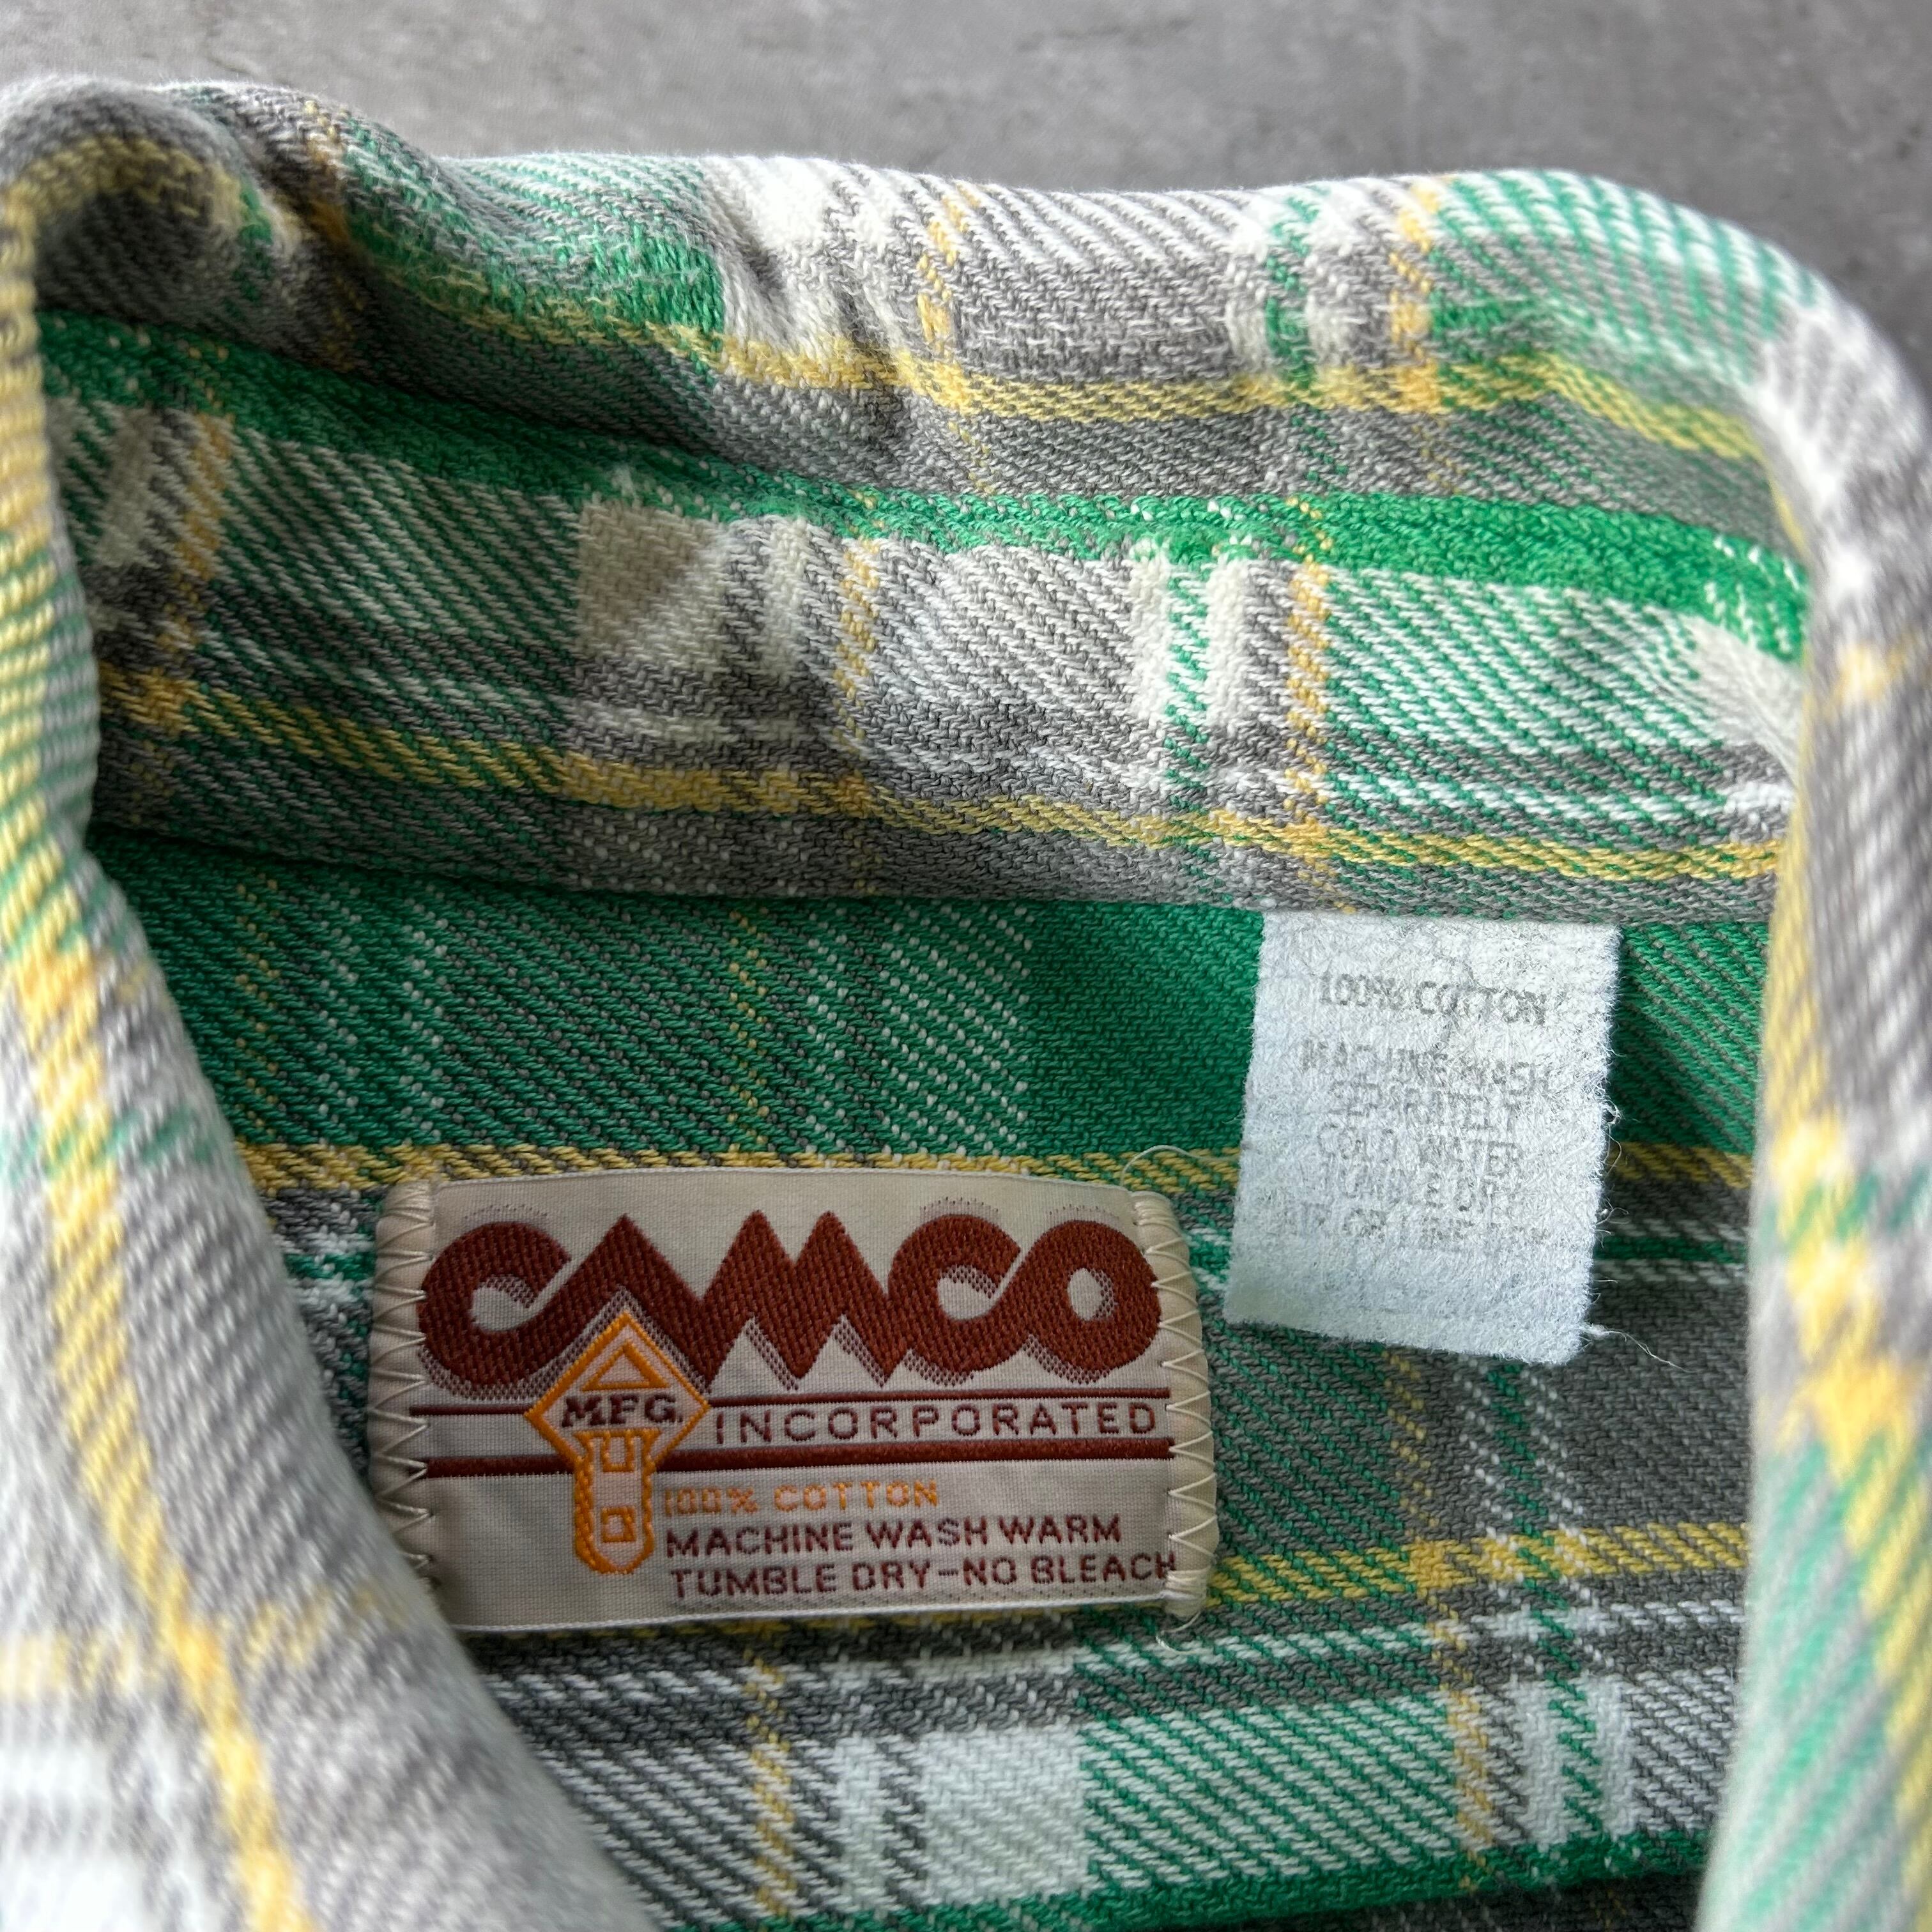 100% COTTON
MACHINE WASH
SEPARATELY
COLD WATER
TUMBLE DRY
CAMCO
MFG.
INCORPORATED
100% COTTON
MACHINE WASH WARM
TUMBLE DRY-NO BLEACH